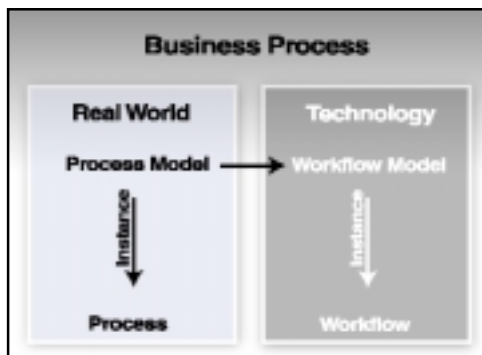 Business Process
Real World
Process Model
Instance
Process
Technology
Workflow Model
Instance
Workflow